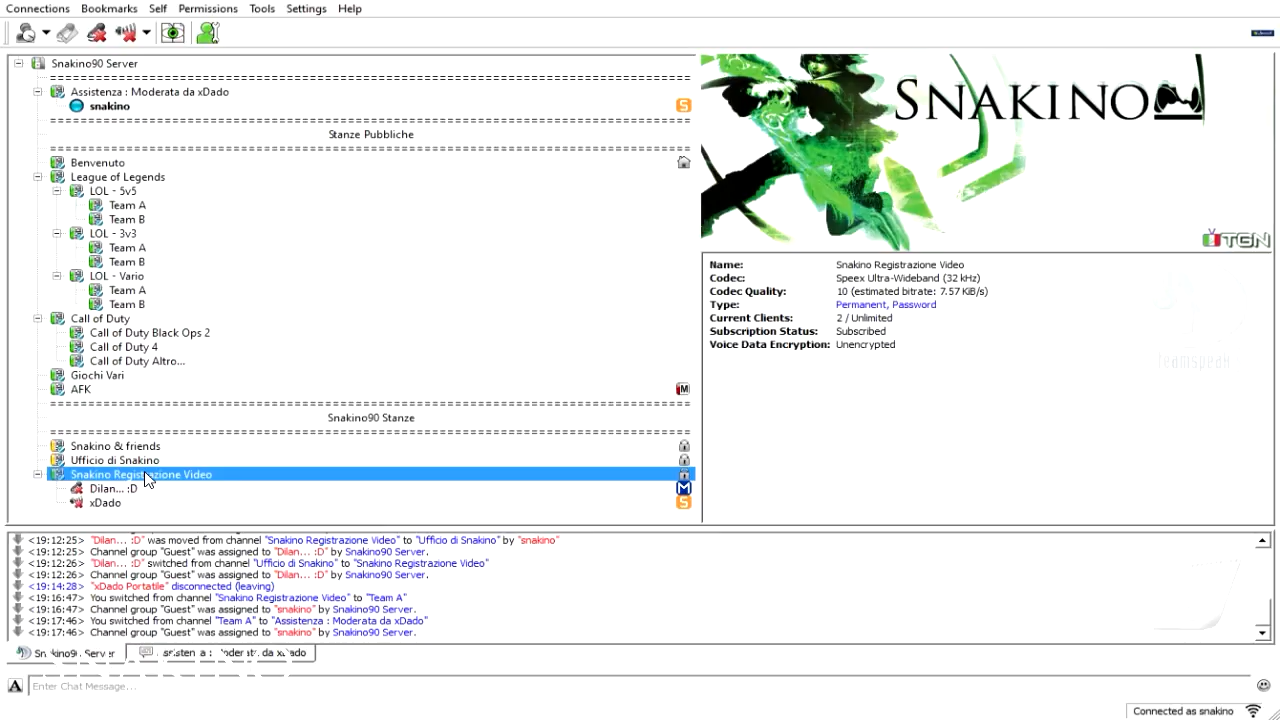 Connections Bookmarks Self Permissions Tools Settings Help
Snakino90 Server
Assistenza : Moderata da xDado
snakino
S
Stanze Pubbliche
Benvenuto
League of Legends
LOL - 5v5
Team A
Team B
LOL - 3v3
Team A
Team B
LOL - Vario
Team A
Team B
Call of Duty
Call of Duty Black Ops 2
Call of Duty 4
Call of Duty Altro...
Giochi Vari
AFK
M
Snakino90 Stanze
Snakino & friends
Ufficio di Snakino
Snakino Registrazione Video
Dilan... :D
M
xDado
S
SNAKINO
TGN
Name: Snakino Registrazione Video
Codec: Speex Ultra-Wideband (32 kHz)
Codec Quality: 10 (estimated bitrate: 7.57 KiB/s)
Type: Permanent, Password
Current Clients: 2 / Unlimited
Subscription Status: Subscribed
Voice Data Encryption: Unencrypted
teamspeak
<19:12:25> "Dilan... :D" was moved from channel "Snakino Registrazione Video" to "Ufficio di Snakino" by "snakino"
<19:12:25> Channel group "Guest" was assigned to "Dilan... :D" by Snakino90 Server.
<19:12:26> "Dilan... :D" switched from channel "Ufficio di Snakino" to "Snakino Registrazione Video"
<19:12:26> Channel group "Guest" was assigned to "Dilan... :D" by Snakino90 Server.
<19:14:28> "xDado Portatile" disconnected (leaving)
<19:16:47> You switched from channel "Snakino Registrazione Video" to "Team A"
<19:16:47> Channel group "Guest" was assigned to "snakino" by Snakino90 Server.
<19:17:46> You switched from channel "Team A" to "Assistenza : Moderata da xDado"
<19:17:46> Channel group "Guest" was assigned to "snakino" by Snakino90 Server.
Snakino90 Server Assistenza : Moderata da xDado
A Enter Chat Message...
Connected as snakino